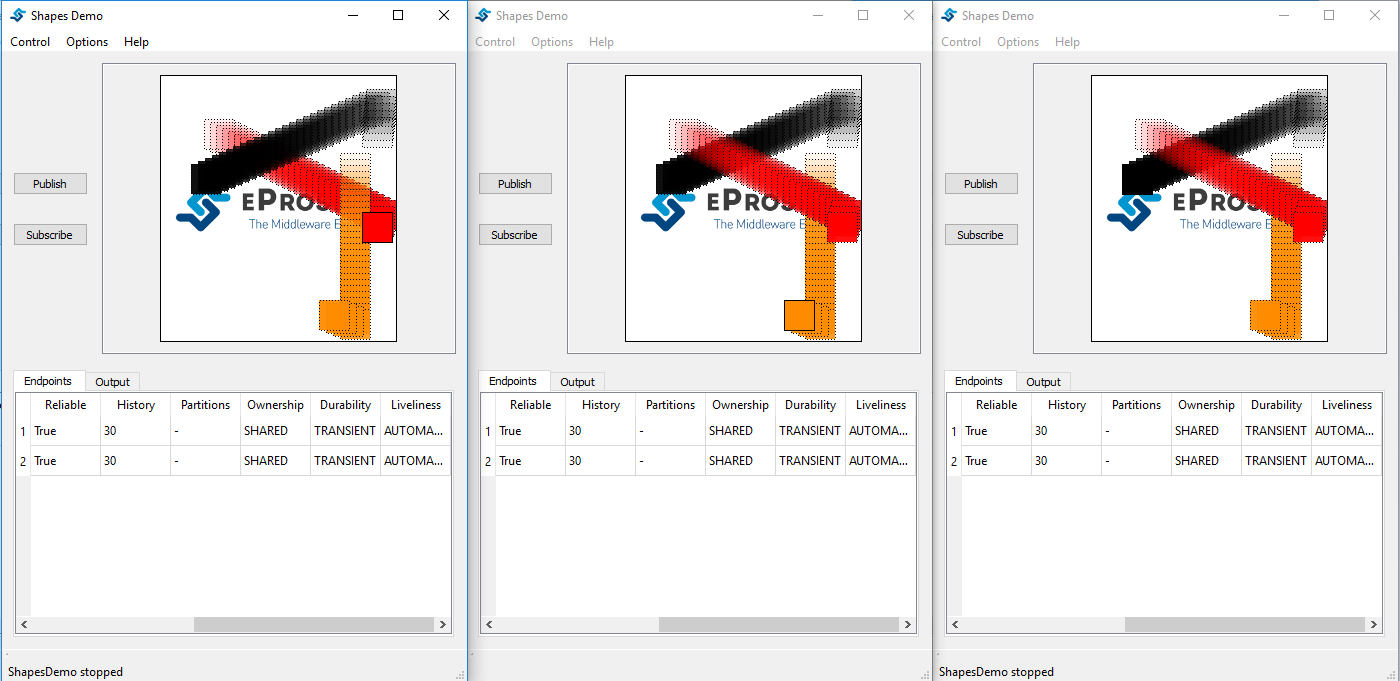 Shapes Demo
Control Options Help
Publish
Subscribe
EPROS
The Middleware E
Endpoints Output
Reliable History Partitions Ownership Durability Liveliness
1 True 30 - SHARED TRANSIENT AUTOMA...
2 True 30 - SHARED TRANSIENT AUTOMA...
ShapesDemo stopped
Shapes Demo
Control Options Help
Publish
Subscribe
EPROS
The Middleware E
Endpoints Output
Reliable History Partitions Ownership Durability Liveliness
1 True 30 - SHARED TRANSIENT AUTOMA...
2 True 30 - SHARED TRANSIENT AUTOMA...
Shapes Demo
Control Options Help
Publish
Subscribe
EPROS
The Middleware E
Endpoints Output
Reliable History Partitions Ownership Durability Liveliness
1 True 30 - SHARED TRANSIENT AUTOMA...
2 True 30 - SHARED TRANSIENT AUTOMA...
ShapesDemo stopped